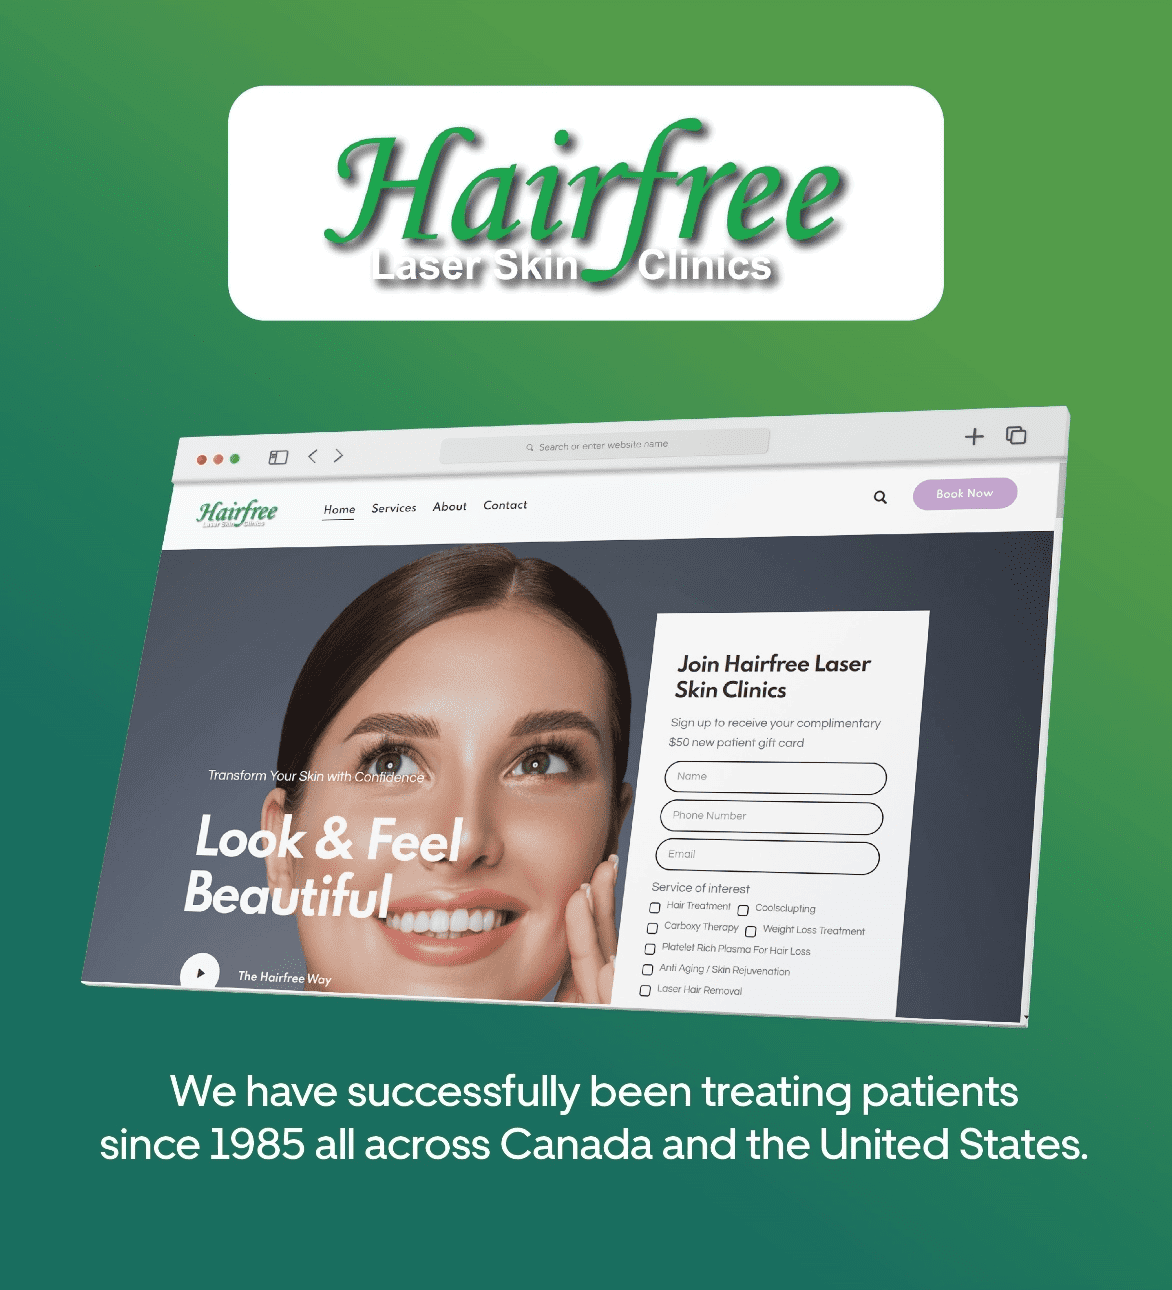 Hairfree
Laser Skin Clinics
Search or enter website name
Hairfree
Laser Skin Clinics
Home Services About Contact
Book Now
Join Hairfree Laser
Skin Clinics
Sign up to receive your complimentary
$50 new patient gift card
Name
Phone Number
Email
Service of interest
Hair Treatment Coolsclupting
Carboxy Therapy Weight Loss Treatment
Platelet Rich Plasma For Hair Loss
Anti Aging / Skin Rejuvenation
Laser Hair Removal
Transform Your Skin with Confidence
Look & Feel
Beautiful
The Hairfree Way
We have successfully been treating patients
since 1985 all across Canada and the United States.